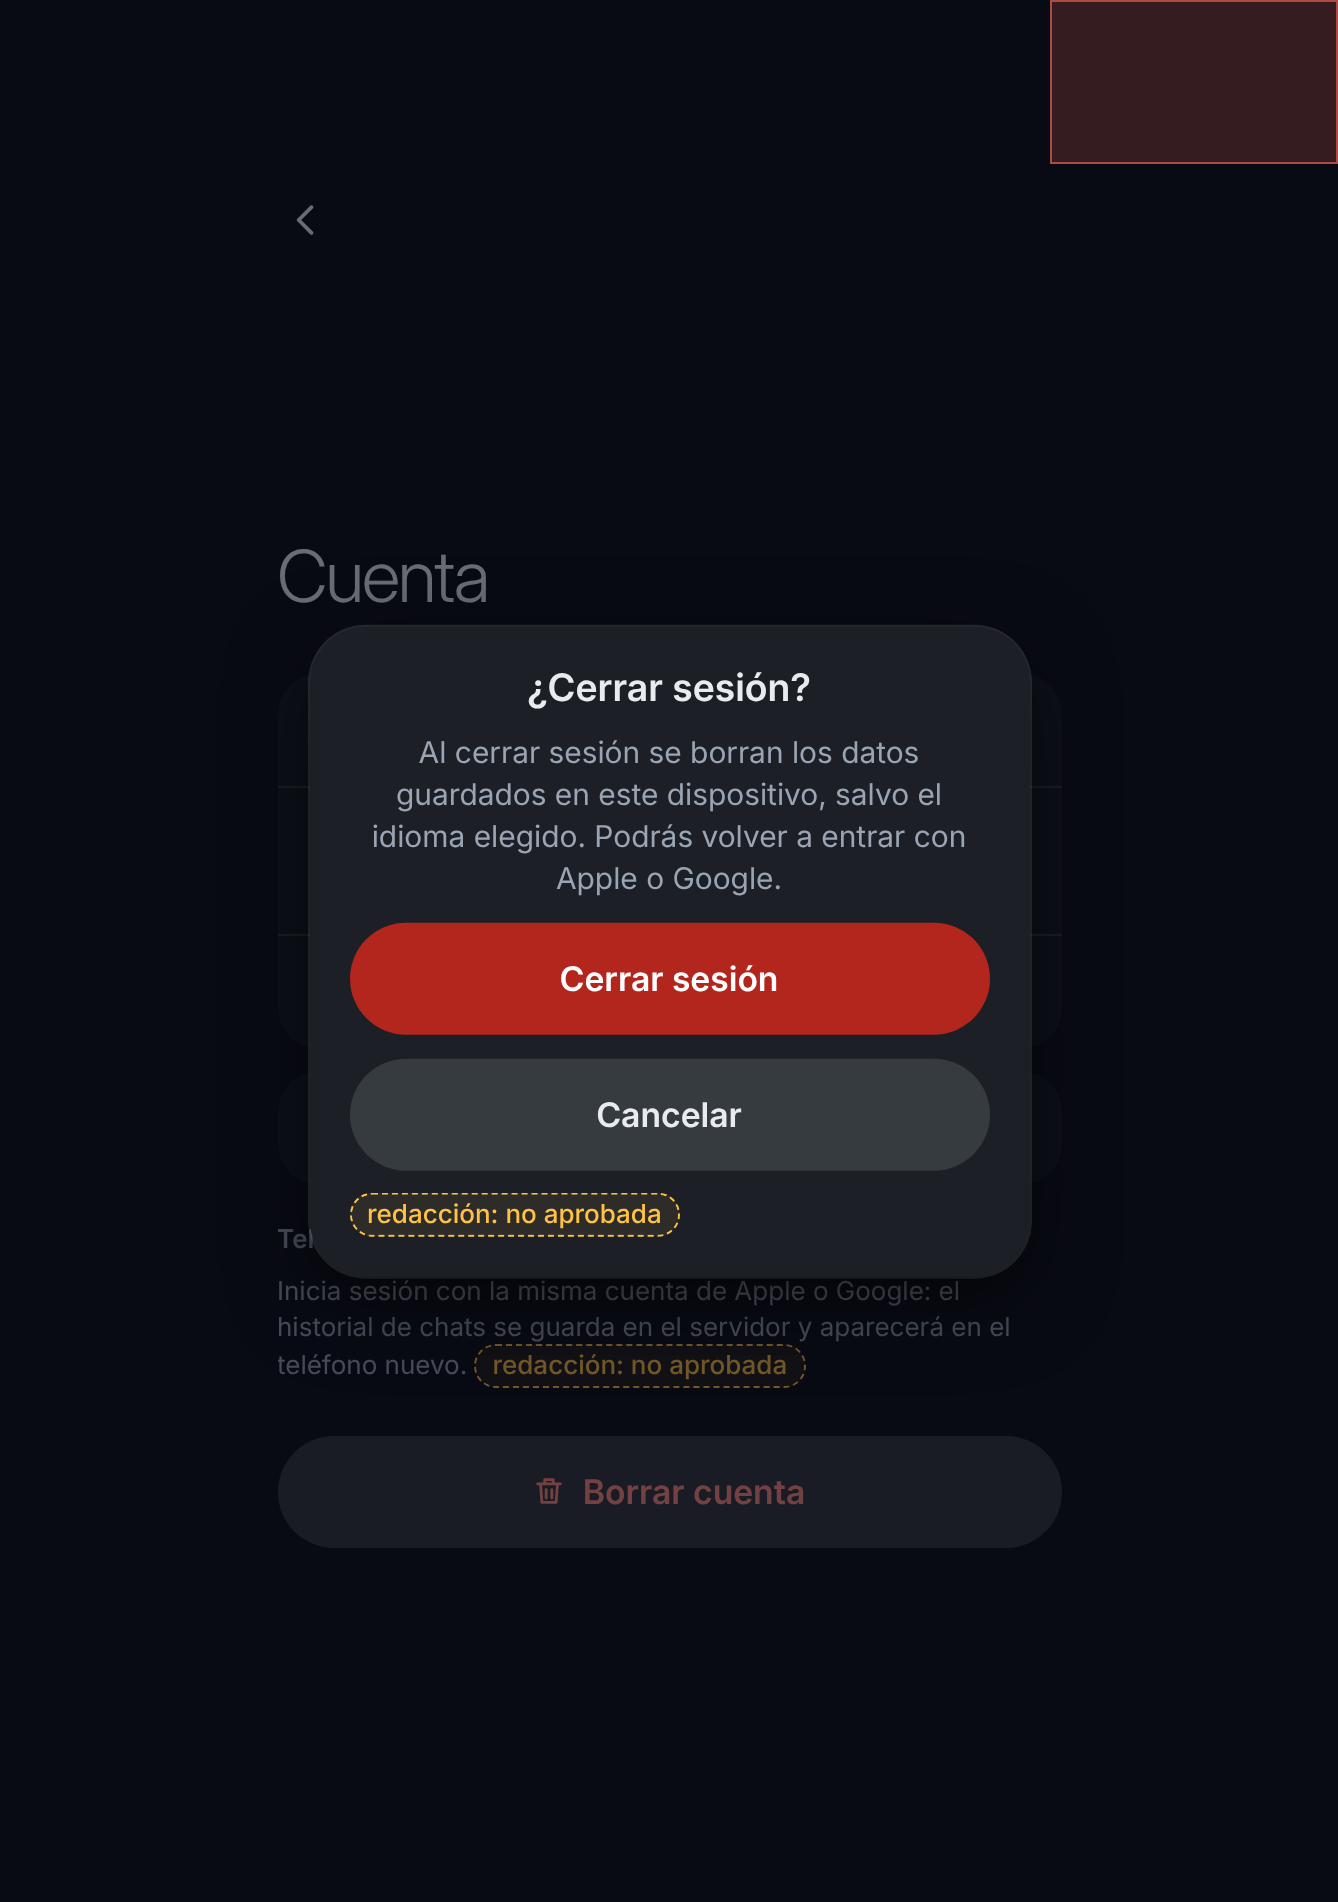 Cuenta
¿Cerrar sesión?
Al cerrar sesión se borran los datos
guardados en este dispositivo, salvo el
idioma elegido. Podrás volver a entrar con
Apple o Google.
Cerrar sesión
Cancelar
redacción: no aprobada
Inicia sesión con la misma cuenta de Apple o Google: el
historial de chats se guarda en el servidor y aparecerá en el
teléfono nuevo. redacción: no aprobada
Borrar cuenta